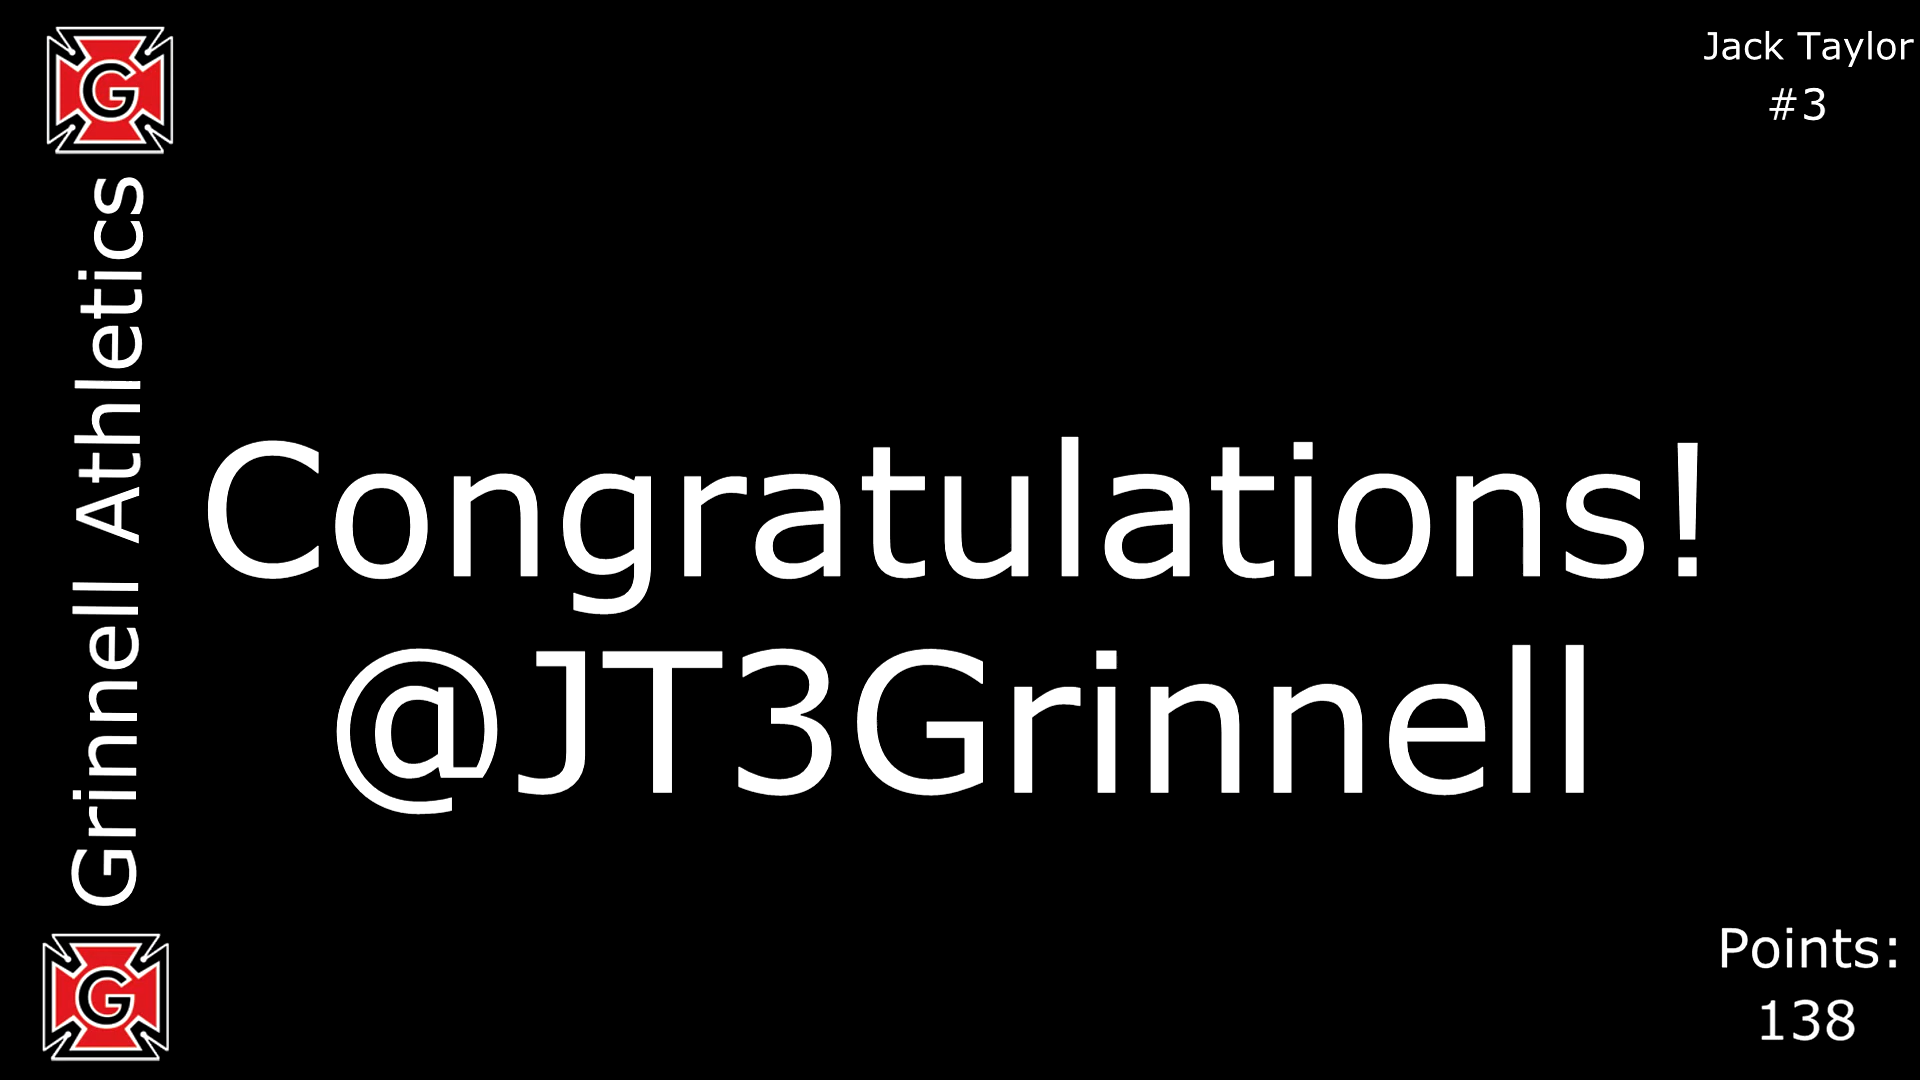 G
Grinnell Athletics
G
Jack Taylor
#3
Congratulations!
@JT3Grinnell
Points:
138